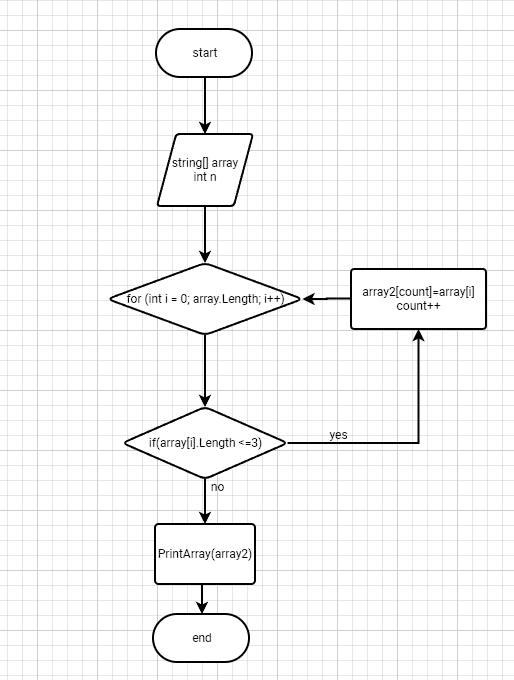 start
string[] array
int n
for (int i = 0; array.Length; i++)
array2[count]=array[i]
count++
if(array[i].Length <=3)
yes
no
PrintArray(array2)
end